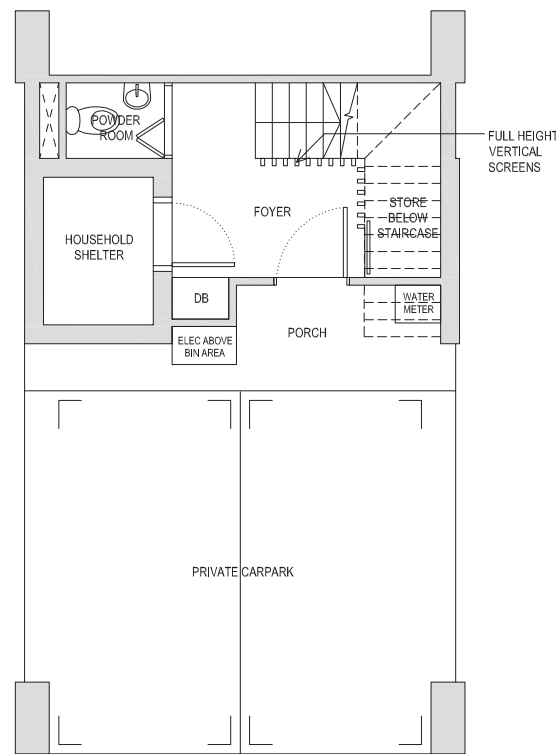 POWDER
ROOM
FULL HEIGHT
VERTICAL
SCREENS
FOYER
STORE
BELOW
STAIRCASE
HOUSEHOLD
SHELTER
DB
WATER
METER
ELEC ABOVE
BIN AREA
PORCH
PRIVATE CARPARK